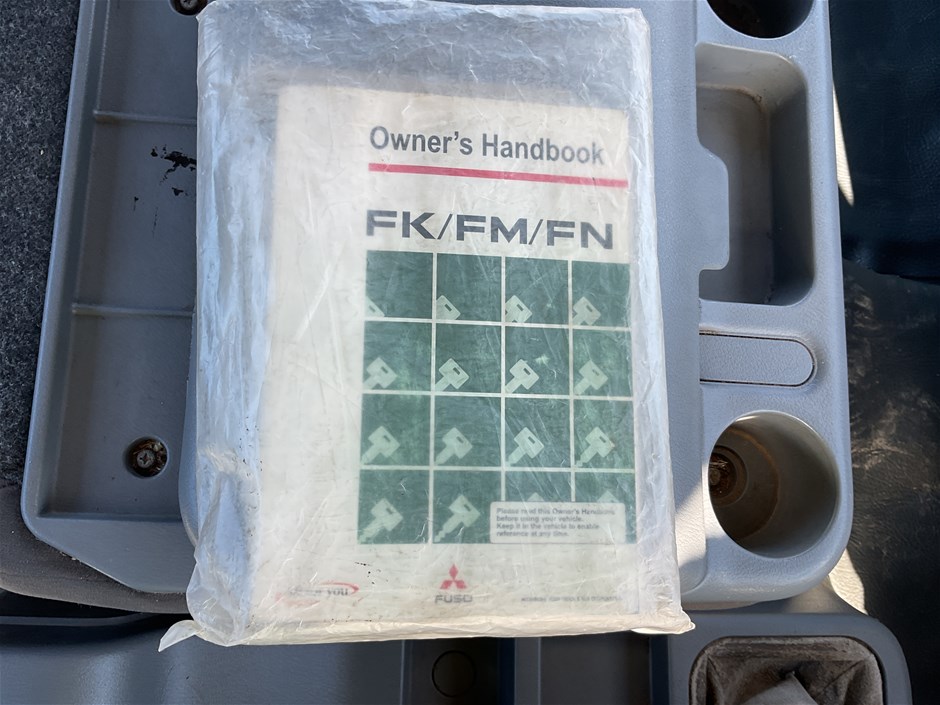 Owner's Handbook
FK/FM/FN
Please read this Owner's Handbook
before using your vehicle.
Keep it in the vehicle to enable
reference at any time.
you
FUSO